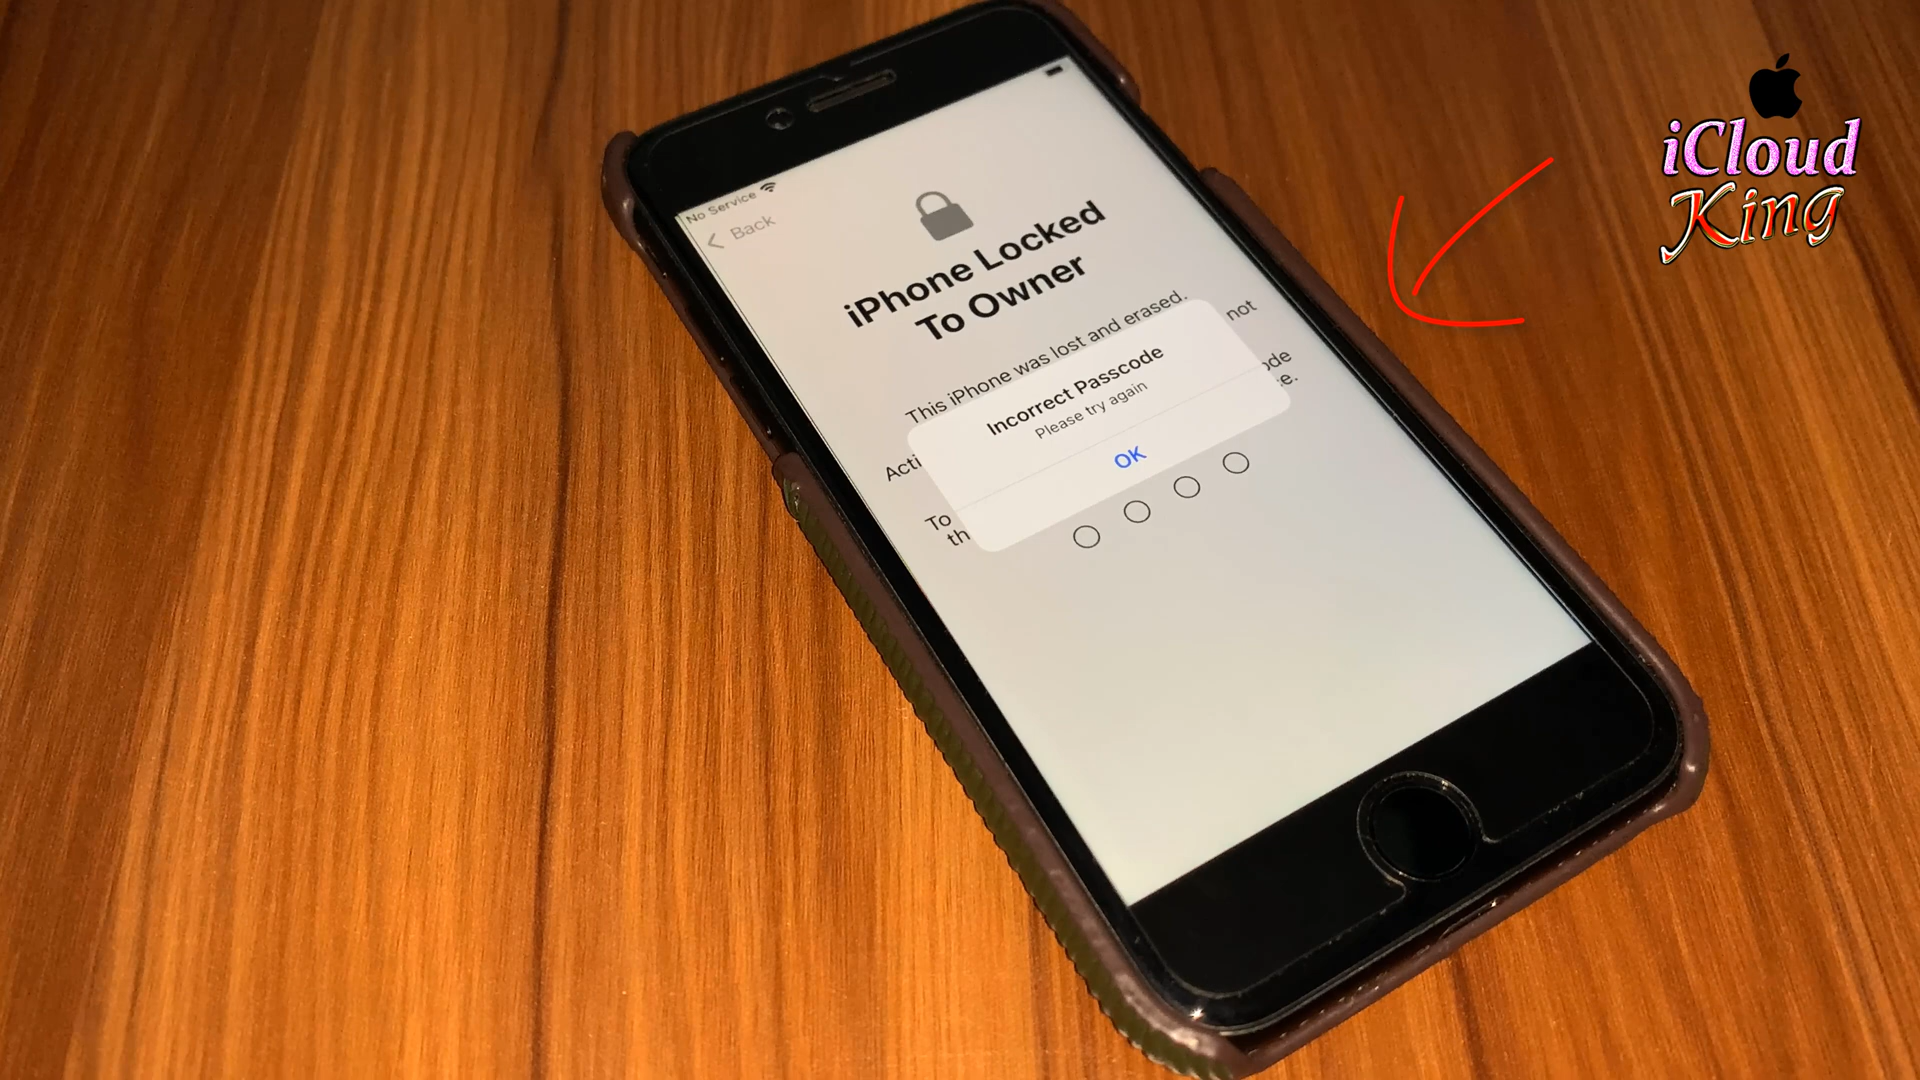 iCloud
King
No Service
Back
iPhone Locked
To Owner
This iPhone was lost and erased.
not
Incorrect Passcode
Please try again
OK
Acti
To
th